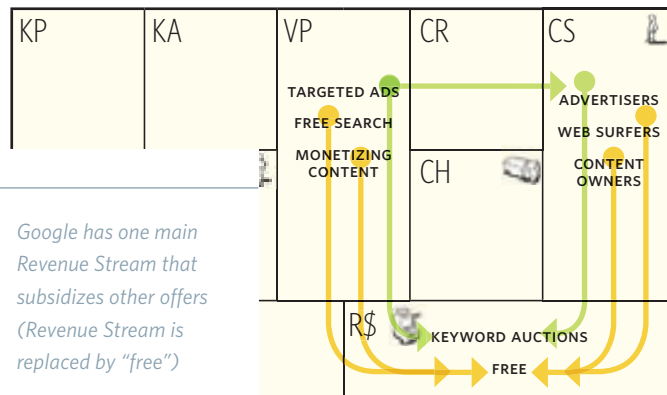 KP
KA
VP
CR
CS
TARGETED ADS
FREE SEARCH
MONETIZING
CONTENT
ADVERTISERS
WEB SURFERS
CONTENT
OWNERS
CH
Google has one main
Revenue Stream that
subsidizes other offers
(Revenue Stream is
replaced by “free”)
R$
KEYWORD AUCTIONS
FREE